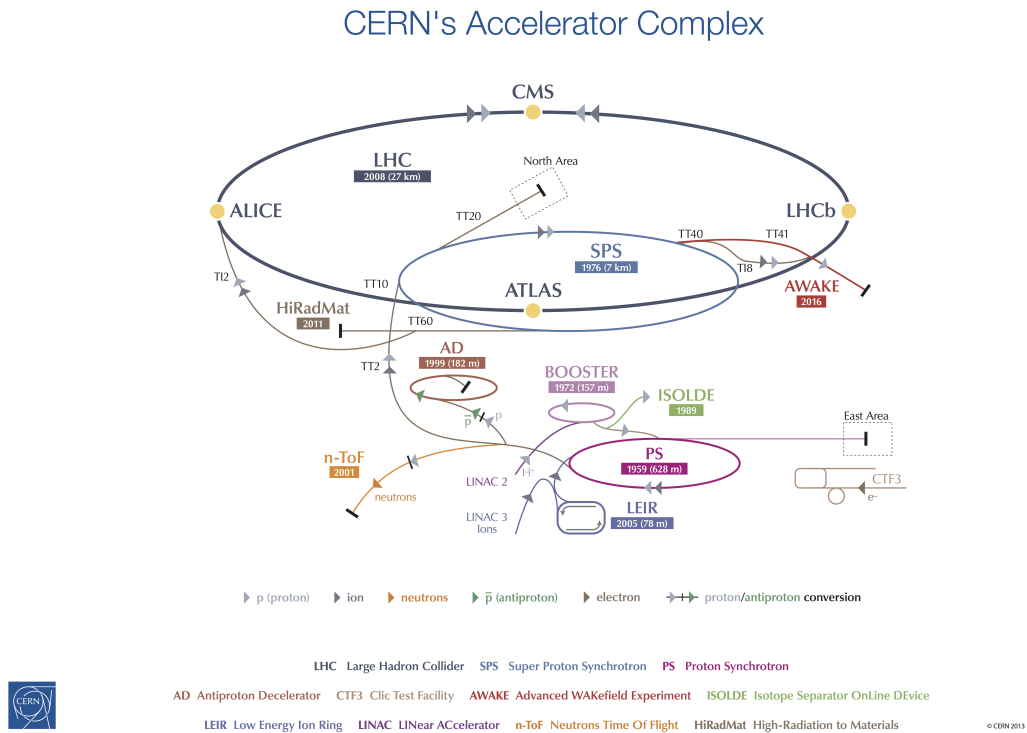 CERN's Accelerator Complex
CMS
LHC
2008 (27 km)
North Area
ALICE
LHCb
TT20
TT40
TT41
SPS
1976 (7 km)
TI8
TI2
TT10
AWAKE
2016
ATLAS
HiRadMat
2011
TT60
AD
1999 (182 m)
TT2
BOOSTER
1972 (157 m)
ISOLDE
1989
p
p̅
East Area
n-ToF
2001
neutrons
PS
1959 (628 m)
H⁺
LINAC 2
CTF3
e⁻
LEIR
2005 (78 m)
LINAC 3
Ions
p (proton) ion neutrons p̅ (antiproton) electron proton/antiproton conversion
LHC Large Hadron Collider SPS Super Proton Synchrotron PS Proton Synchrotron
AD Antiproton Decelerator CTF3 Clic Test Facility AWAKE Advanced WAKefield Experiment ISOLDE Isotope Separator OnLine DEvice
CERN
LEIR Low Energy Ion Ring LINAC LINear ACcelerator n-ToF Neutrons Time Of Flight HiRadMat High-Radiation to Materials
© CERN 2013